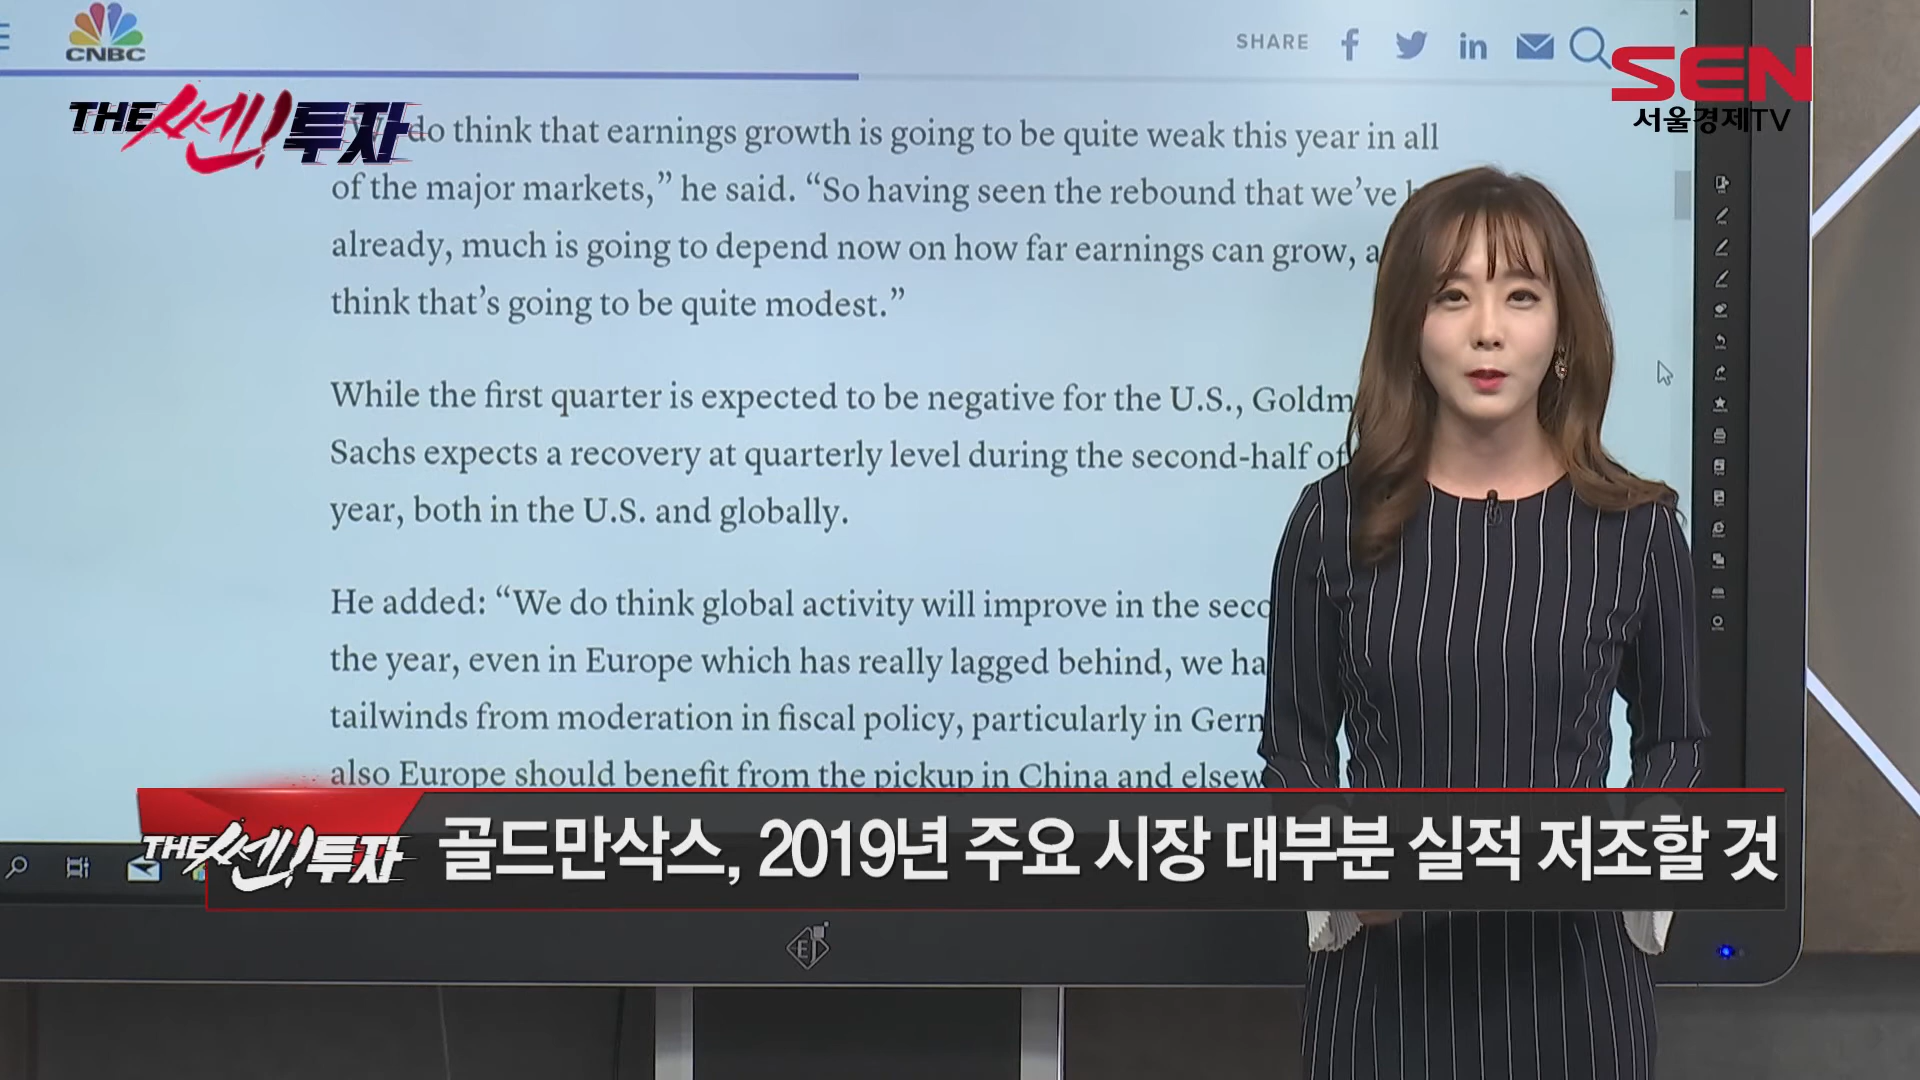 CNBC
SHARE
SEN
서울경제TV
THE쎈!투자
do think that earnings growth is going to be quite weak this year in all
of the major markets,” he said. “So having seen the rebound that we’ve
already, much is going to depend now on how far earnings can grow,
think that’s going to be quite modest.”
While the first quarter is expected to be negative for the U.S.,
Sachs expects a recovery at quarterly level during the second-half of
year, both in the U.S. and globally.
He added: “We do think global activity will improve in the
the year, even in Europe which has really lagged behind, we
tailwinds from moderation in fiscal policy, particularly in
also Europe should benefit from the pickup in China and
THE쎈!투자
골드만삭스, 2019년 주요 시장 대부분 실적 저조할 것